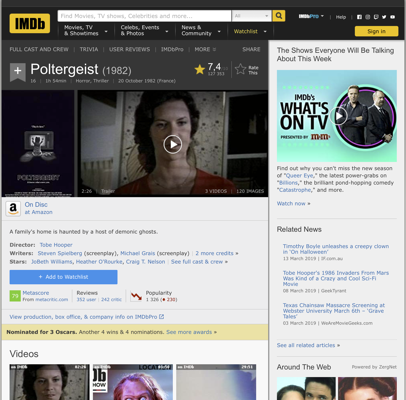 IMDb
Find Movies, TV shows, Celebrities and more...
All
Movies, TV
& Showtimes
Celebs, Events
& Photos
News &
Community
Watchlist
IMDbPro
Help
Sign in
FULL CAST AND CREW | TRIVIA | USER REVIEWS | IMDbPro | MORE
SHARE
Poltergeist (1982)
16 | 1h 54min | Horror, Thriller | 20 October 1982 (France)
7,4
Rate
This
POLTERGEIST
2:26 | Trailer
3 VIDEOS | 120 IMAGES
On Disc
at Amazon
A family's home is haunted by a host of demonic ghosts.
Director: Tobe Hooper
Writers: Steven Spielberg (screenplay), Michael Grais (screenplay) | 2 more credits »
Stars: JoBeth Williams, Heather O'Rourke, Craig T. Nelson | See full cast & crew »
+ Add to Watchlist
Metascore
From metacritic.com
Reviews
352 user | 242 critic
Popularity
1 326
View production, box office, & company info on IMDbPro
Nominated for 3 Oscars. Another 4 wins & 4 nominations. See more awards »
Videos
The Shows Everyone Will Be Talking
About This Week
IMDb's
WHAT'S
ON TV
PRESENTED BY
Find out why you can't miss the new season
of "Queer Eye," the latest power-grabs on
"Billions," the brilliant pond-hopping comedy
"Catastrophe," and more.
Watch now »
Related News
Timothy Boyle unleashes a creepy clown
in 'On Halloween'
13 March 2019 | If.com.au
Tobe Hooper's 1986 Invaders From Mars
Was Kind of a Crazy and Cool Sci-Fi
Movie
08 March 2019 | GeekTyrant
Texas Chainsaw Massacre Screening at
Webster University March 6th – 'Grave
Tales'
03 March 2019 | WeAreMovieGeeks.com
See all related articles »
Around The Web
Powered by ZergNet